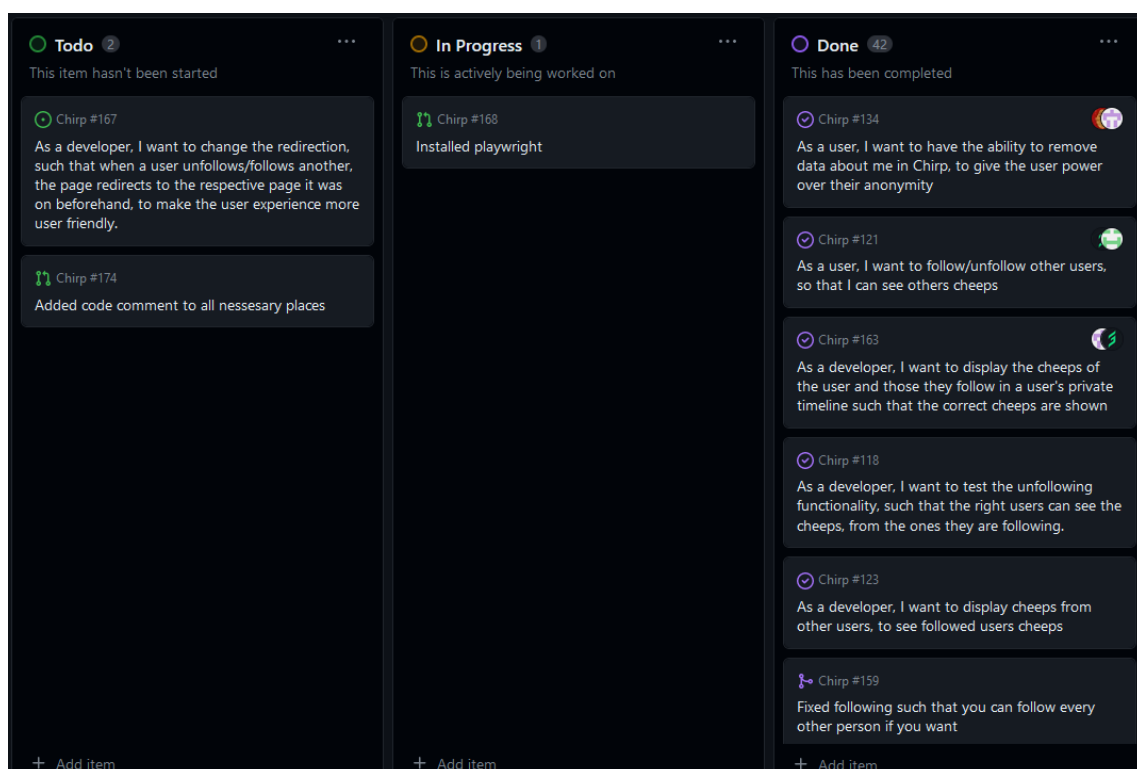 Todo 2
This item hasn't been started
Chirp #167
As a developer, I want to change the redirection,
such that when a user unfollows/follows another,
the page redirects to the respective page it was
on beforehand, to make the user experience more
user friendly.
Chirp #174
Added code comment to all nessesary places
Add item
In Progress 1
This is actively being worked on
Chirp #168
Installed playwright
Add item
Done 42
This has been completed
Chirp #134
As a user, I want to have the ability to remove
data about me in Chirp, to give the user power
over their anonymity
Chirp #121
As a user, I want to follow/unfollow other users,
so that I can see others cheeps
Chirp #163
As a developer, I want to display the cheeps of
the user and those they follow in a user's private
timeline such that the correct cheeps are shown
Chirp #118
As a developer, I want to test the unfollowing
functionality, such that the right users can see the
cheeps, from the ones they are following.
Chirp #123
As a developer, I want to display cheeps from
other users, to see followed users cheeps
Chirp #159
Fixed following such that you can follow every
other person if you want
Add item